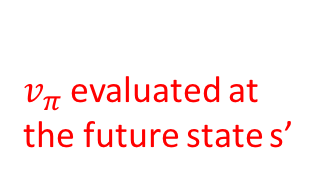 𝑣𝜋 evaluated at
the future state s’